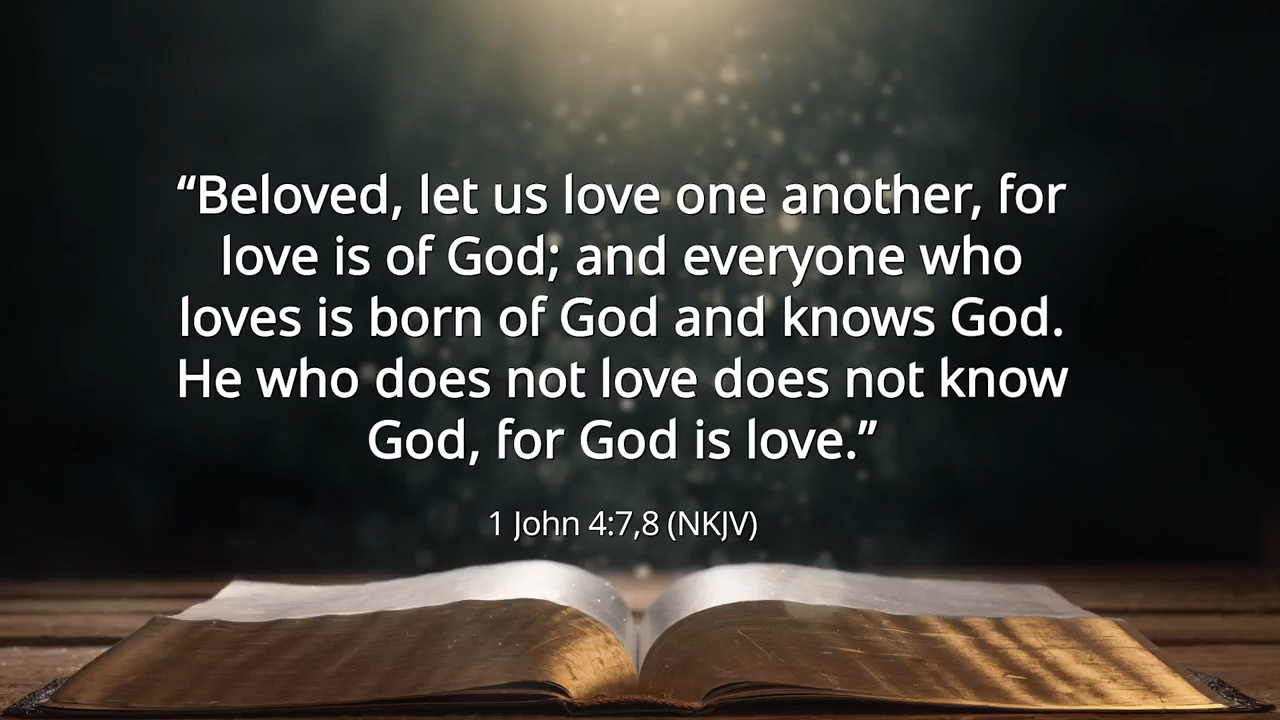 “Beloved, let us love one another, for
love is of God; and everyone who
loves is born of God and knows God.
He who does not love does not know
God, for God is love.”
1 John 4:7,8 (NKJV)